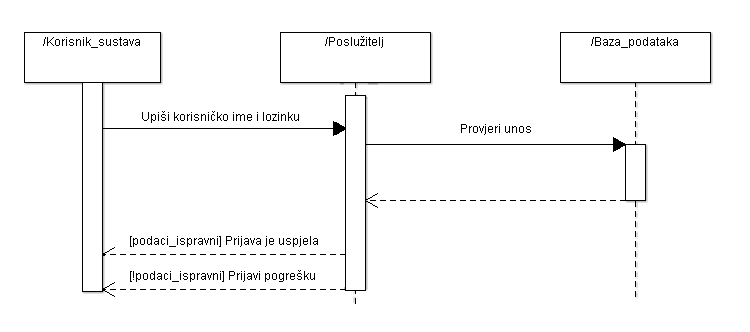 /Korisnik_sustava
/Poslužitelj
/Baza_podataka
Upiši korisničko ime i lozinku
Provjeri unos
[podaci_ispravni] Prijava je uspjela
[!podaci_ispravni] Prijavi pogrešku